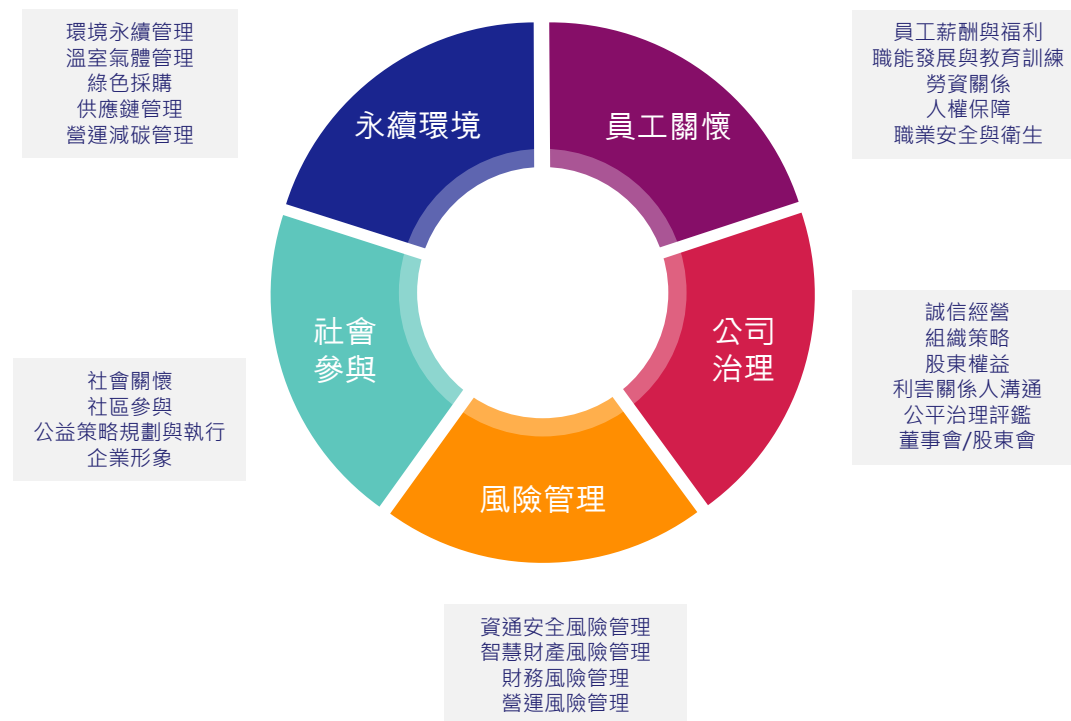 環境永續管理
溫室氣體管理
綠色採購
供應鏈管理
營運減碳管理
員工薪酬與福利
職能發展與教育訓練
勞資關係
人權保障
職業安全與衛生
永續環境
員工關懷
社會
參與
公司
治理
風險管理
誠信經營
組織策略
股東權益
利害關係人溝通
公平治理評鑑
董事會/股東會
社會關懷
社區參與
公益策略規劃與執行
企業形象
資通安全風險管理
智慧財產風險管理
財務風險管理
營運風險管理